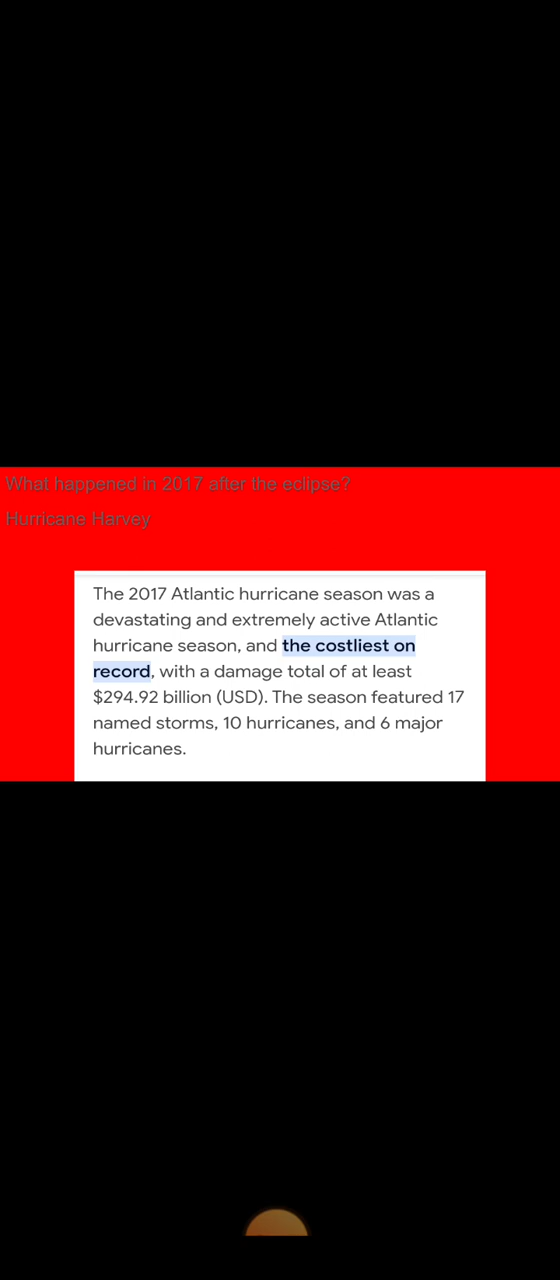 What happened in 2017 after the eclipse?
Hurricane Harvey
The 2017 Atlantic hurricane season was a
devastating and extremely active Atlantic
hurricane season, and the costliest on
record, with a damage total of at least
$294.92 billion (USD). The season featured 17
named storms, 10 hurricanes, and 6 major
hurricanes.